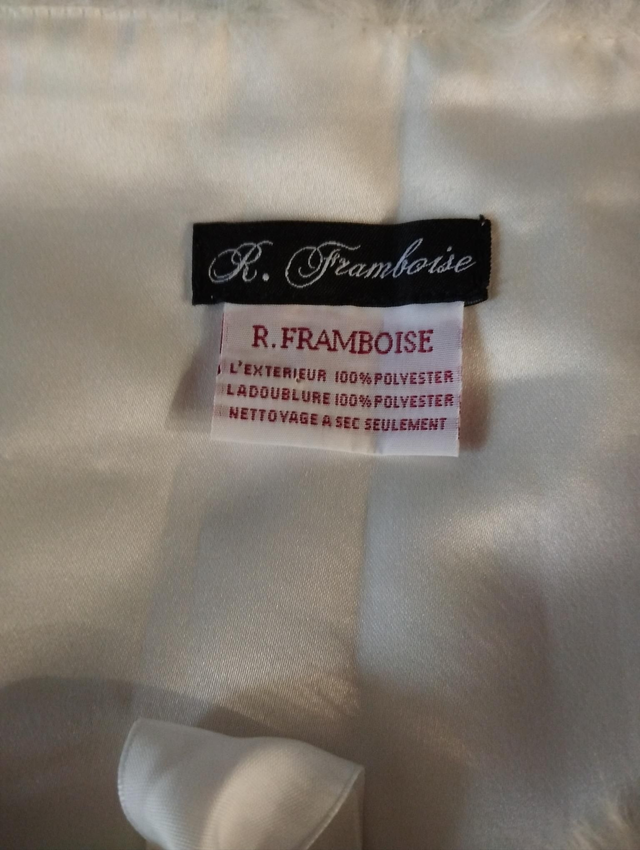 R. Framboise
R.FRAMBOISE
L'EXTERIEUR 100%POLYESTER
LADOUBLURE 100%POLYESTER
NETTOYAGE A SEC SEULEMENT